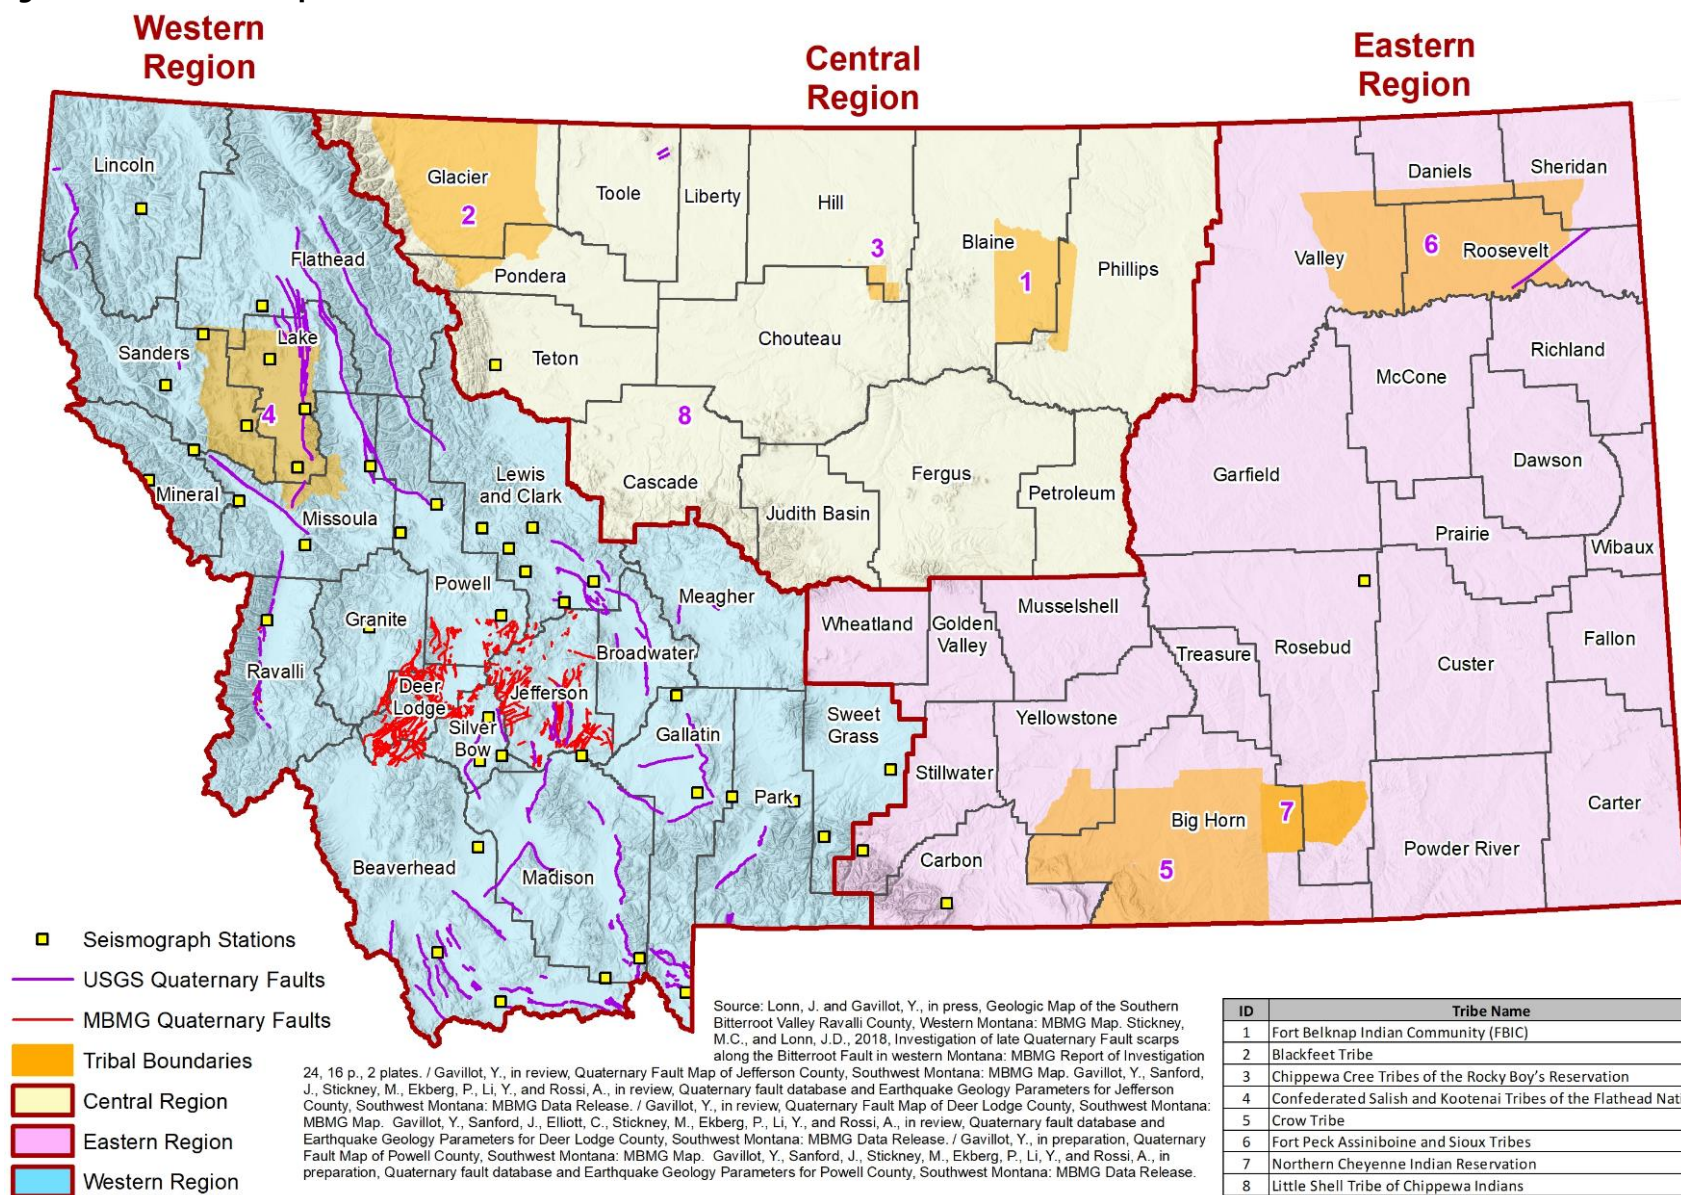 Western
Region
Central
Region
Eastern
Region
Lincoln
Flathead
Glacier
2
Toole
Liberty
Hill
3
Blaine
1
Phillips
Daniels
Sheridan
Valley
6
Roosevelt
Pondera
Sanders
Lake
4
Teton
Chouteau
8
McCone
Richland
Mineral
Missoula
Lewis
and Clark
Cascade
Judith Basin
Fergus
Petroleum
Garfield
Dawson
Prairie
Wibaux
Powell
Granite
Meagher
Wheatland
Golden
Valley
Musselshell
Treasure
Rosebud
Custer
Fallon
Ravalli
Deer
Lodge
Silver
Bow
Jefferson
Broadwater
Gallatin
Park
Sweet
Grass
Yellowstone
Stillwater
Big Horn
7
5
Carter
Beaverhead
Madison
Carbon
Powder River
Seismograph Stations
USGS Quaternary Faults
MBMG Quaternary Faults
Tribal Boundaries
Central Region
Eastern Region
Western Region
Source: Lonn, J. and Gavillot, Y., in press, Geologic Map of the Southern
Bitterroot Valley Ravalli County, Western Montana: MBMG Map. Stickney,
M.C., and Lonn, J.D., 2018, Investigation of late Quaternary Fault scarps
along the Bitterroot Fault in western Montana: MBMG Report of Investigation
24, 16 p., 2 plates. / Gavillot, Y., in review, Quaternary Fault Map of Jefferson County, Southwest Montana: MBMG Map. Gavillot, Y., Sanford,
J., Stickney, M., Ekberg, P., Li, Y., and Rossi, A., in review, Quaternary fault database and Earthquake Geology Parameters for Jefferson
County, Southwest Montana: MBMG Data Release. / Gavillot, Y., in review, Quaternary Fault Map of Deer Lodge County, Southwest Montana:
MBMG Map. Gavillot, Y., Sanford, J., Elliott, C., Stickney, M., Ekberg, P., Li, Y., and Rossi, A., in review, Quaternary fault database and
Earthquake Geology Parameters for Deer Lodge County, Southwest Montana: MBMG Data Release. / Gavillot, Y., in preparation, Quaternary
Fault Map of Powell County, Southwest Montana: MBMG Map. Gavillot, Y., Sanford, J., Stickney, M., Ekberg, P., Li, Y., and Rossi, A., in
preparation, Quaternary fault database and Earthquake Geology Parameters for Powell County, Southwest Montana: MBMG Data Release.
ID Tribe Name
1 Fort Belknap Indian Community (FBIC)
2 Blackfeet Tribe
3 Chippewa Cree Tribes of the Rocky Boy's Reservation
4 Confederated Salish and Kootenai Tribes of the Flathead Nati
5 Crow Tribe
6 Fort Peck Assiniboine and Sioux Tribes
7 Northern Cheyenne Indian Reservation
8 Little Shell Tribe of Chippewa Indians